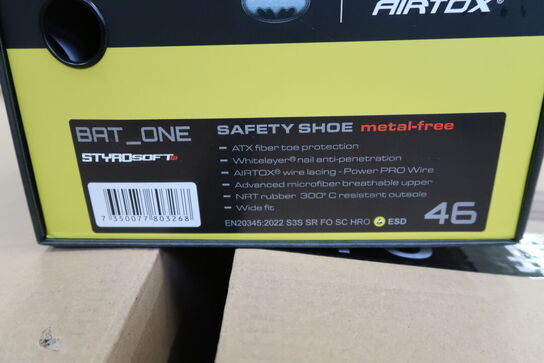 AIRTOX®
BAT_ONE
STYROSOFT
SAFETY SHOE metal-free
– ATX fiber toe protection
– Whitelayer® nail anti-penetration
– AIRTOX® wire lacing - Power PRO Wire
– Advanced microfiber breathable upper
– NRT rubber 300° C resistant outsole
– Wide fit
7 350077 803268
EN20345:2022 S3S SR FO SC HRO ESD
46